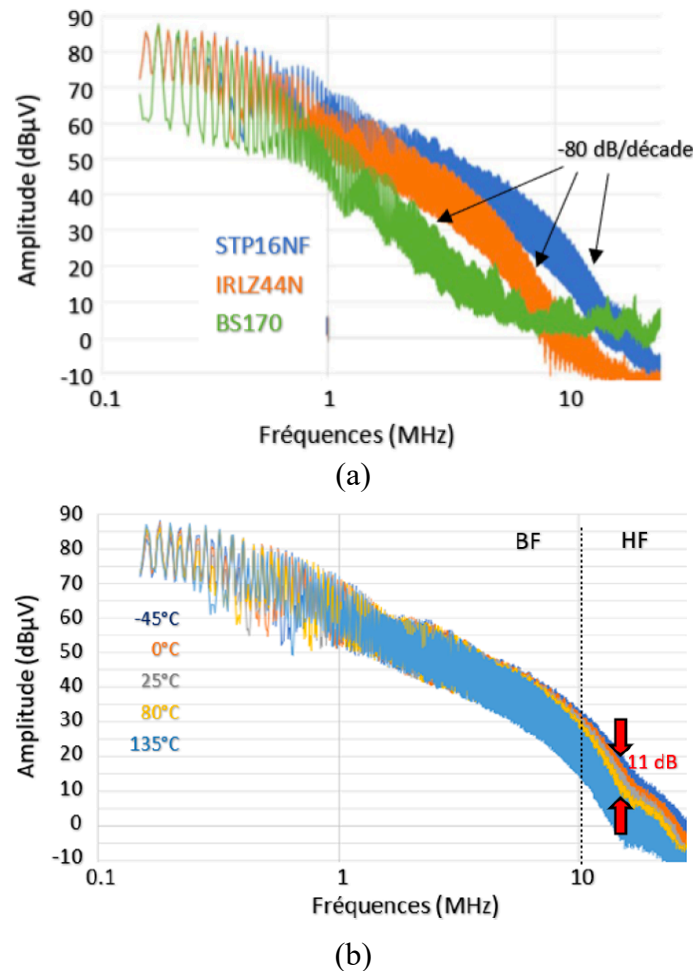 90
80
70
60
50
40
30
20
10
0
-10
Amplitude (dBµV)
-80 dB/décade
STP16NF
IRLZ44N
BS170
0.1 1 10
Fréquences (MHz)
(a)
90
80
70
60
50
40
30
20
10
0
-10
Amplitude (dBµV)
BF HF
-45°C
0°C
25°C
80°C
135°C
11 dB
0.1 1 10
Fréquences (MHz)
(b)